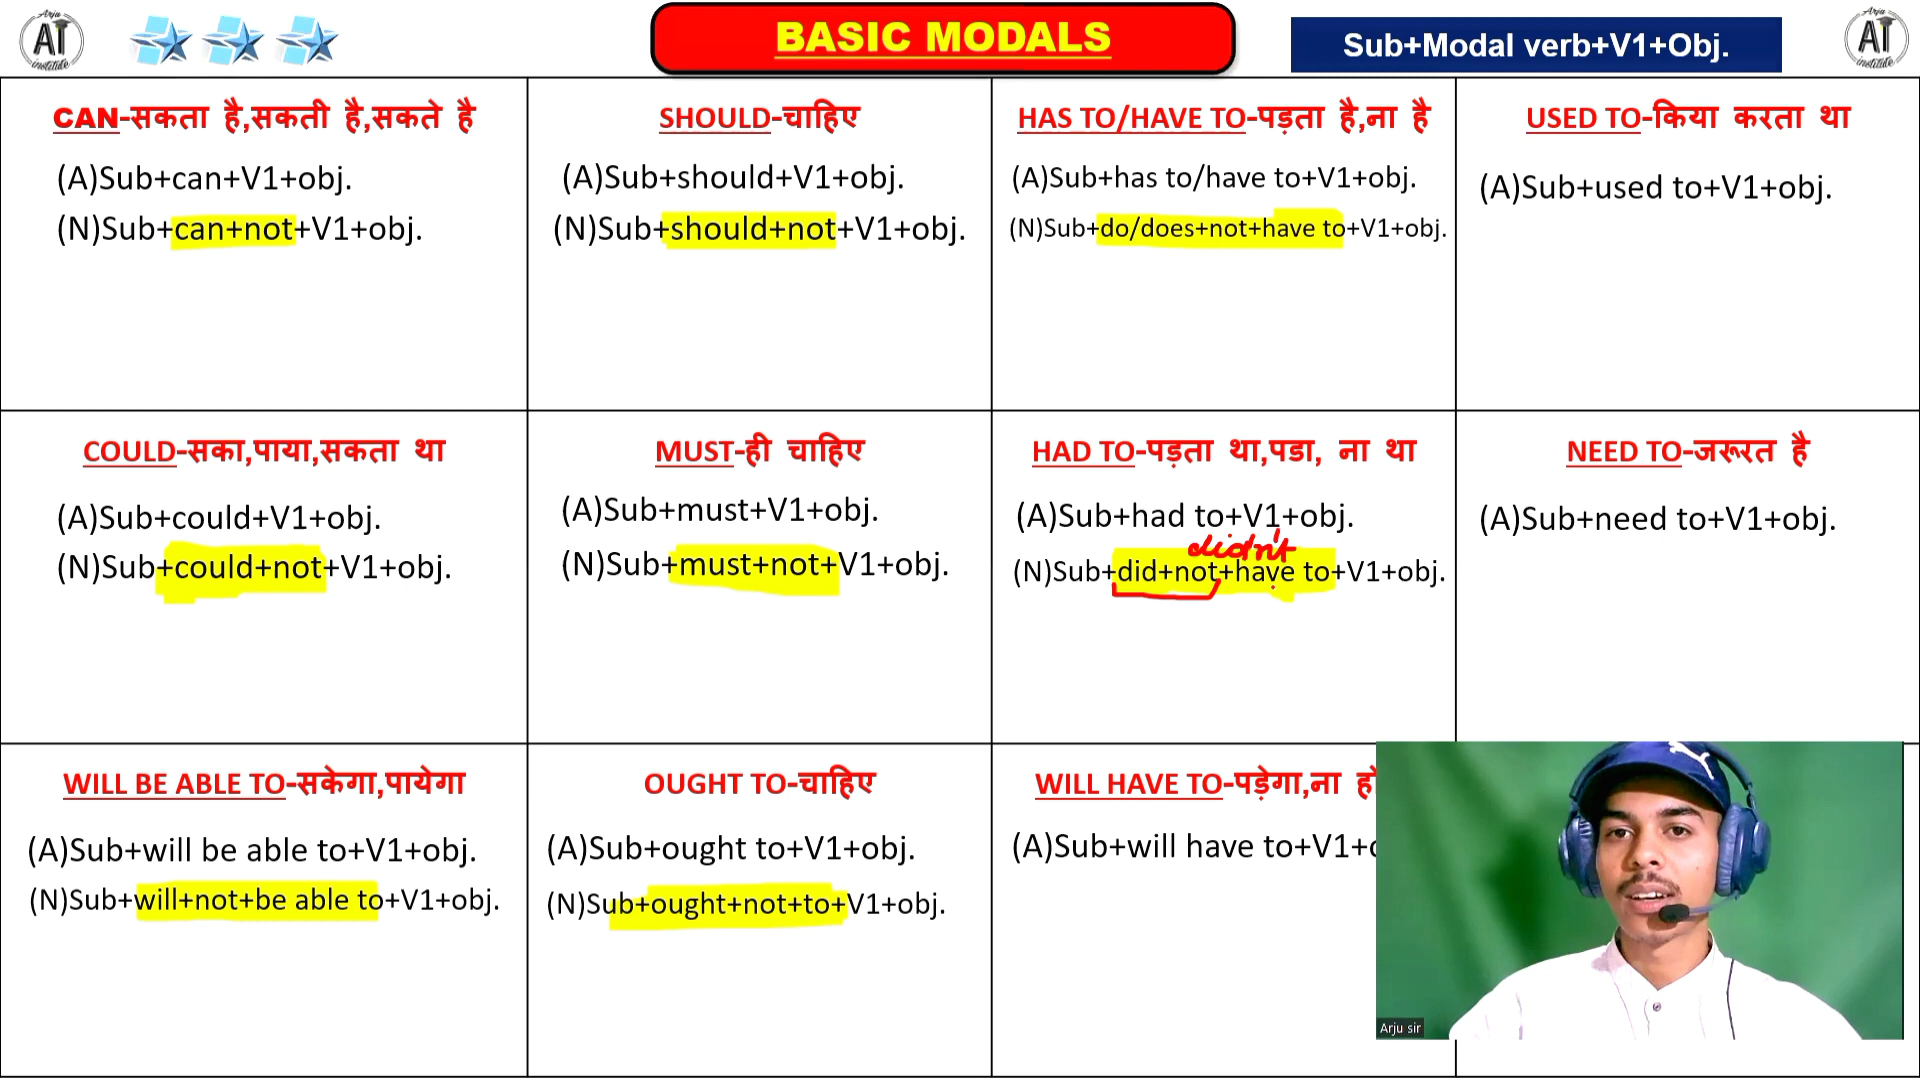 Arju
AT
institute
BASIC MODALS
Sub+Modal verb+V1+Obj.
Arju
AT
institute
CAN-सकता है,सकती है,सकते है
(A)Sub+can+V1+obj.
(N)Sub+can+not+V1+obj.
SHOULD-चाहिए
(A)Sub+should+V1+obj.
(N)Sub+should+not+V1+obj.
HAS TO/HAVE TO-पड़ता है,ना है
(A)Sub+has to/have to+V1+obj.
(N)Sub+do/does+not+have to+V1+obj.
USED TO-किया करता था
(A)Sub+used to+V1+obj.
COULD-सका,पाया,सकता था
(A)Sub+could+V1+obj.
(N)Sub+could+not+V1+obj.
MUST-ही चाहिए
(A)Sub+must+V1+obj.
(N)Sub+must+not+V1+obj.
HAD TO-पड़ता था,पडा, ना था
(A)Sub+had to+V1+obj.
didn't
(N)Sub+did+not+have to+V1+obj.
NEED TO-जरूरत है
(A)Sub+need to+V1+obj.
WILL BE ABLE TO-सकेगा,पायेगा
(A)Sub+will be able to+V1+obj.
(N)Sub+will+not+be able to+V1+obj.
OUGHT TO-चाहिए
(A)Sub+ought to+V1+obj.
(N)Sub+ought+not+to+V1+obj.
WILL HAVE TO-पड़ेगा,ना
(A)Sub+will have to+V1+
Arju sir